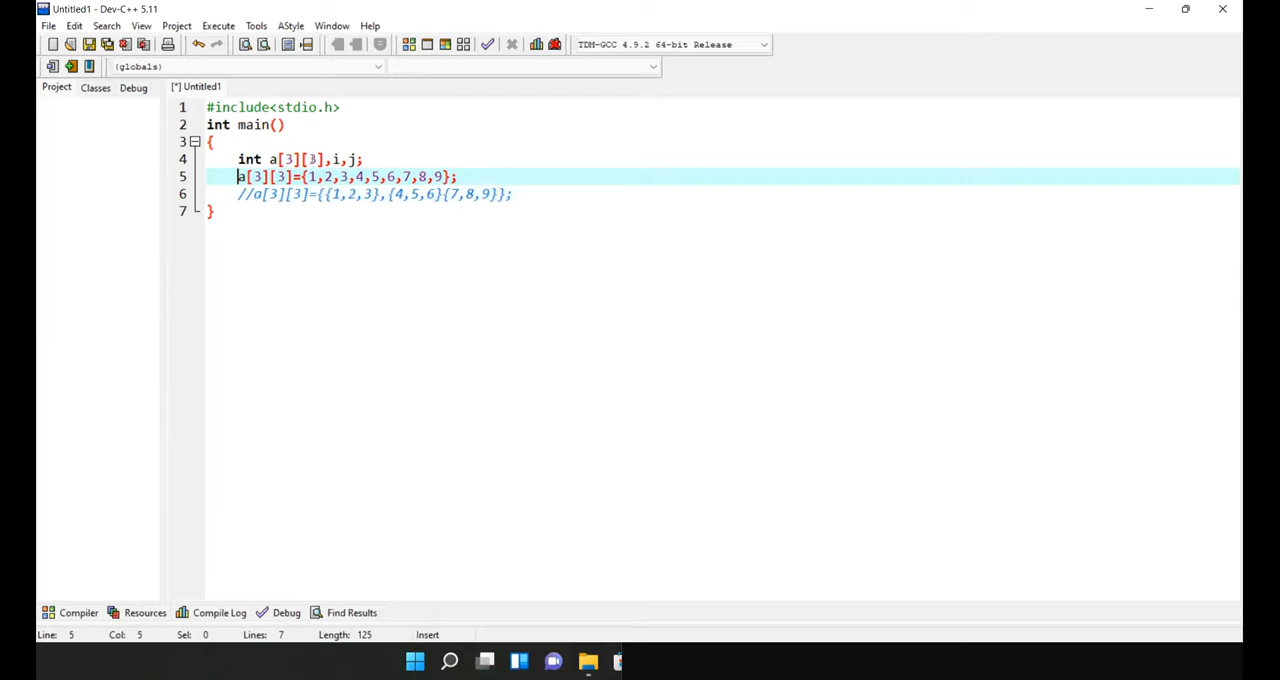 Untitled1 - Dev-C++ 5.11
File Edit Search View Project Execute Tools AStyle Window Help
TDM-GCC 4.9.2 64-bit Release
(globals)
Project Classes Debug [*] Untitled1
1 #include<stdio.h>
2 int main()
3 {
4 int a[3][3],i,j;
5 a[3][3]={1,2,3,4,5,6,7,8,9};
6 //a[3][3]={{1,2,3},{4,5,6}{7,8,9}};
7 }
Compiler Resources Compile Log Debug Find Results
Line: 5 Col: 5 Sel: 0 Lines: 7 Length: 125 Insert